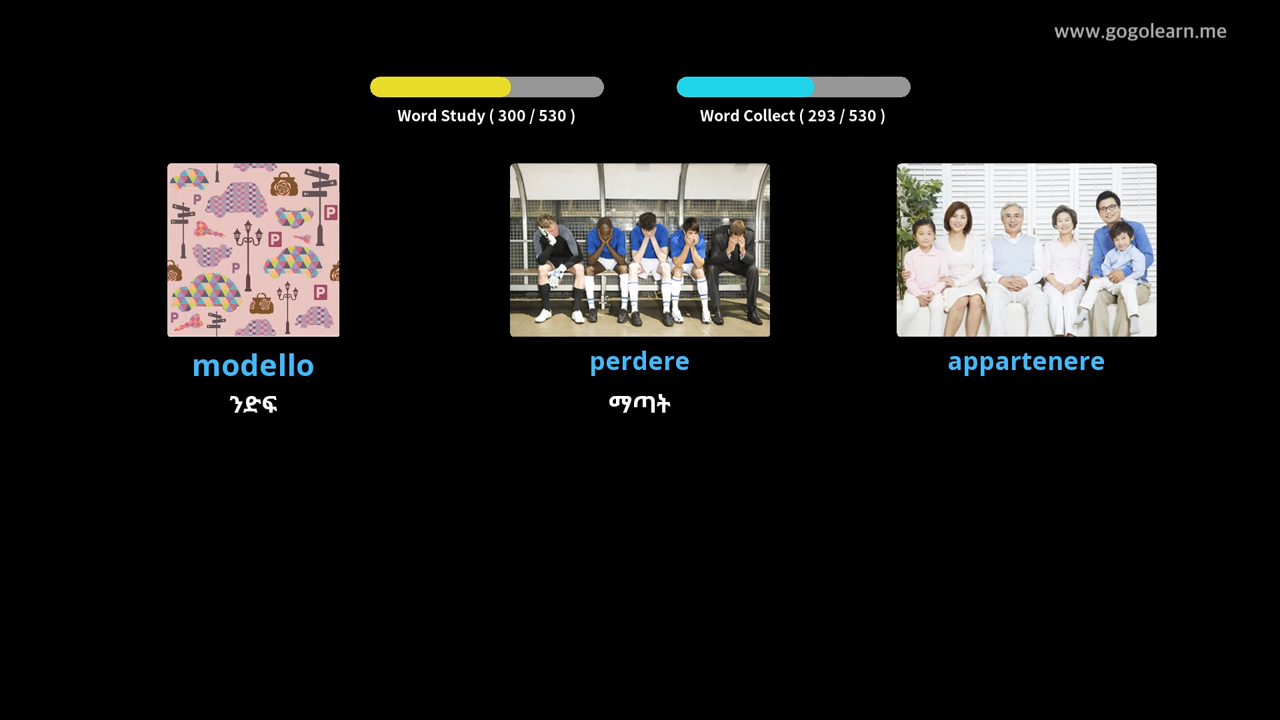 www.gogolearn.me
Word Study ( 300 / 530 )
Word Collect ( 293 / 530 )
P
P
P
P
P
P
modello
perdere
appartenere
ንድፍ
ማጣት